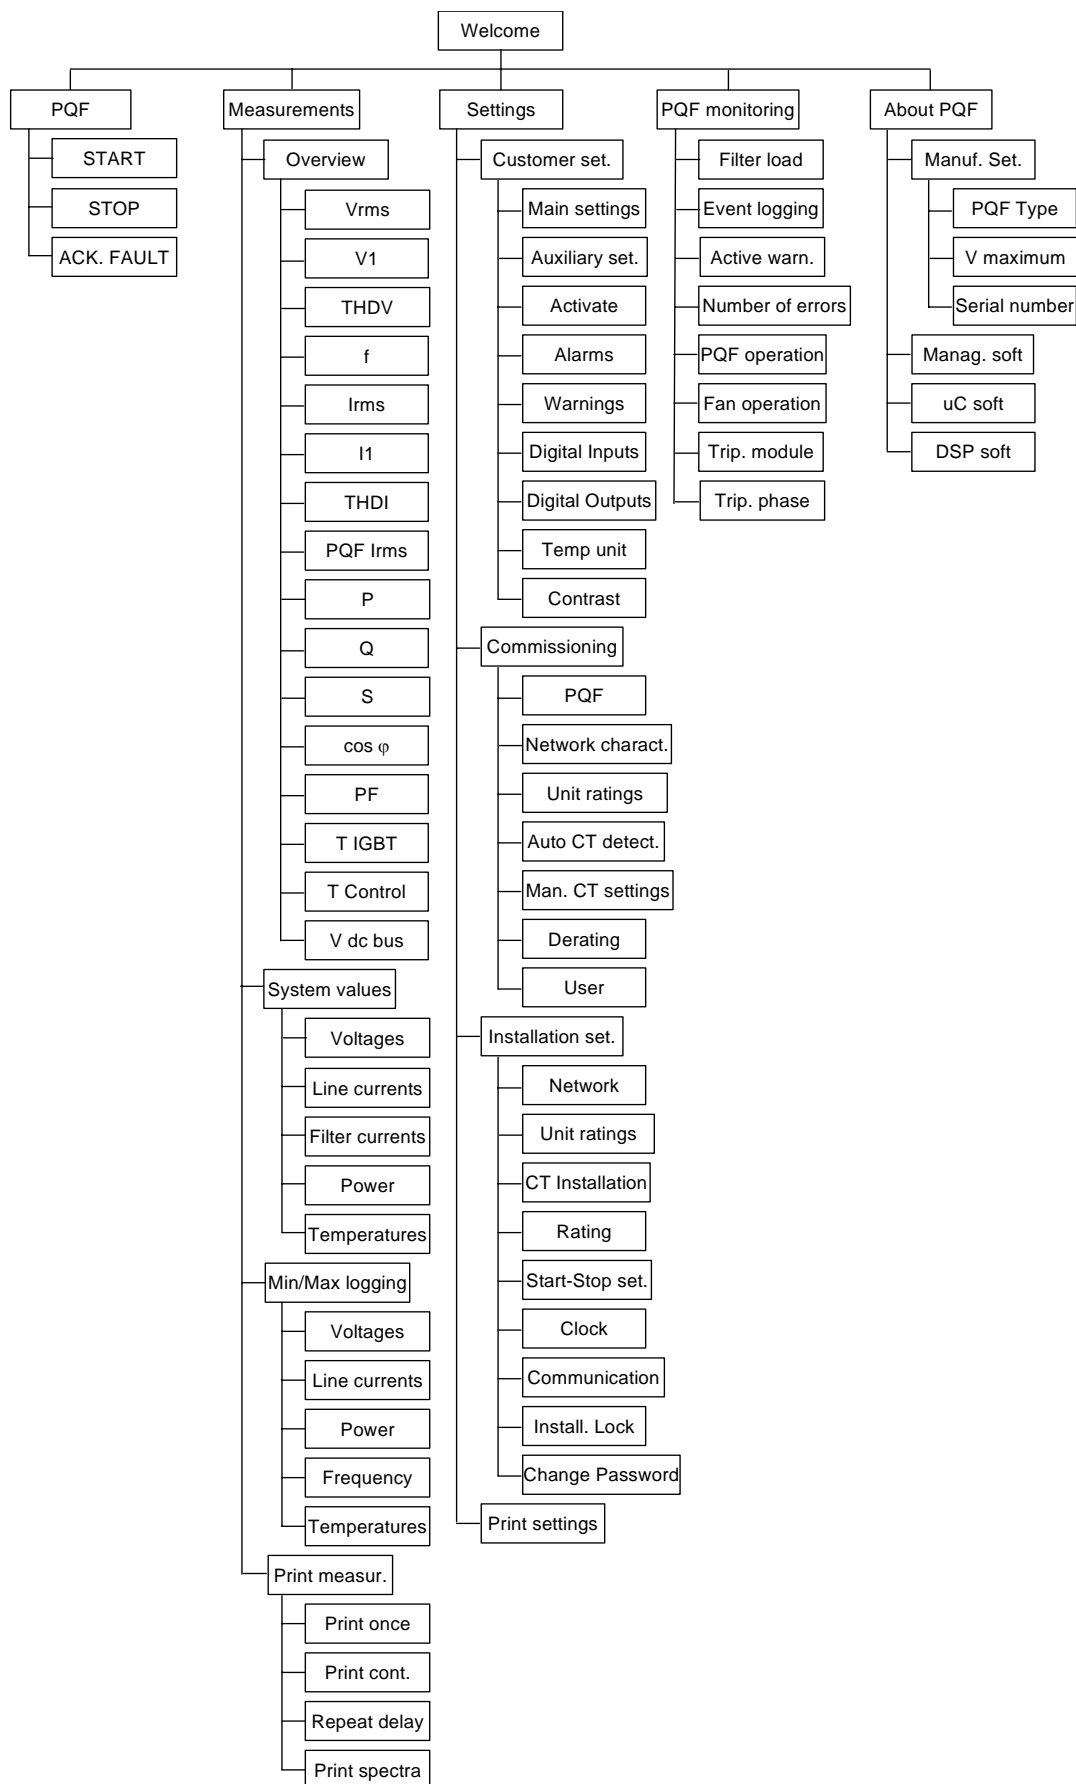 Welcome
PQF
START
STOP
ACK. FAULT
Measurements
Overview
Vrms
V1
THDV
f
Irms
I1
THDI
PQF Irms
P
Q
S
cos φ
PF
T IGBT
T Control
V dc bus
System values
Voltages
Line currents
Filter currents
Power
Temperatures
Min/Max logging
Voltages
Line currents
Power
Frequency
Temperatures
Print measur.
Print once
Print cont.
Repeat delay
Print spectra
Settings
Customer set.
Main settings
Auxiliary set.
Activate
Alarms
Warnings
Digital Inputs
Digital Outputs
Temp unit
Contrast
Commissioning
PQF
Network charact.
Unit ratings
Auto CT detect.
Man. CT settings
Derating
User
Installation set.
Network
Unit ratings
CT Installation
Rating
Start-Stop set.
Clock
Communication
Install. Lock
Change Password
Print settings
PQF monitoring
Filter load
Event logging
Active warn.
Number of errors
PQF operation
Fan operation
Trip. module
Trip. phase
About PQF
Manuf. Set.
PQF Type
V maximum
Serial number
Manag. soft
uC soft
DSP soft